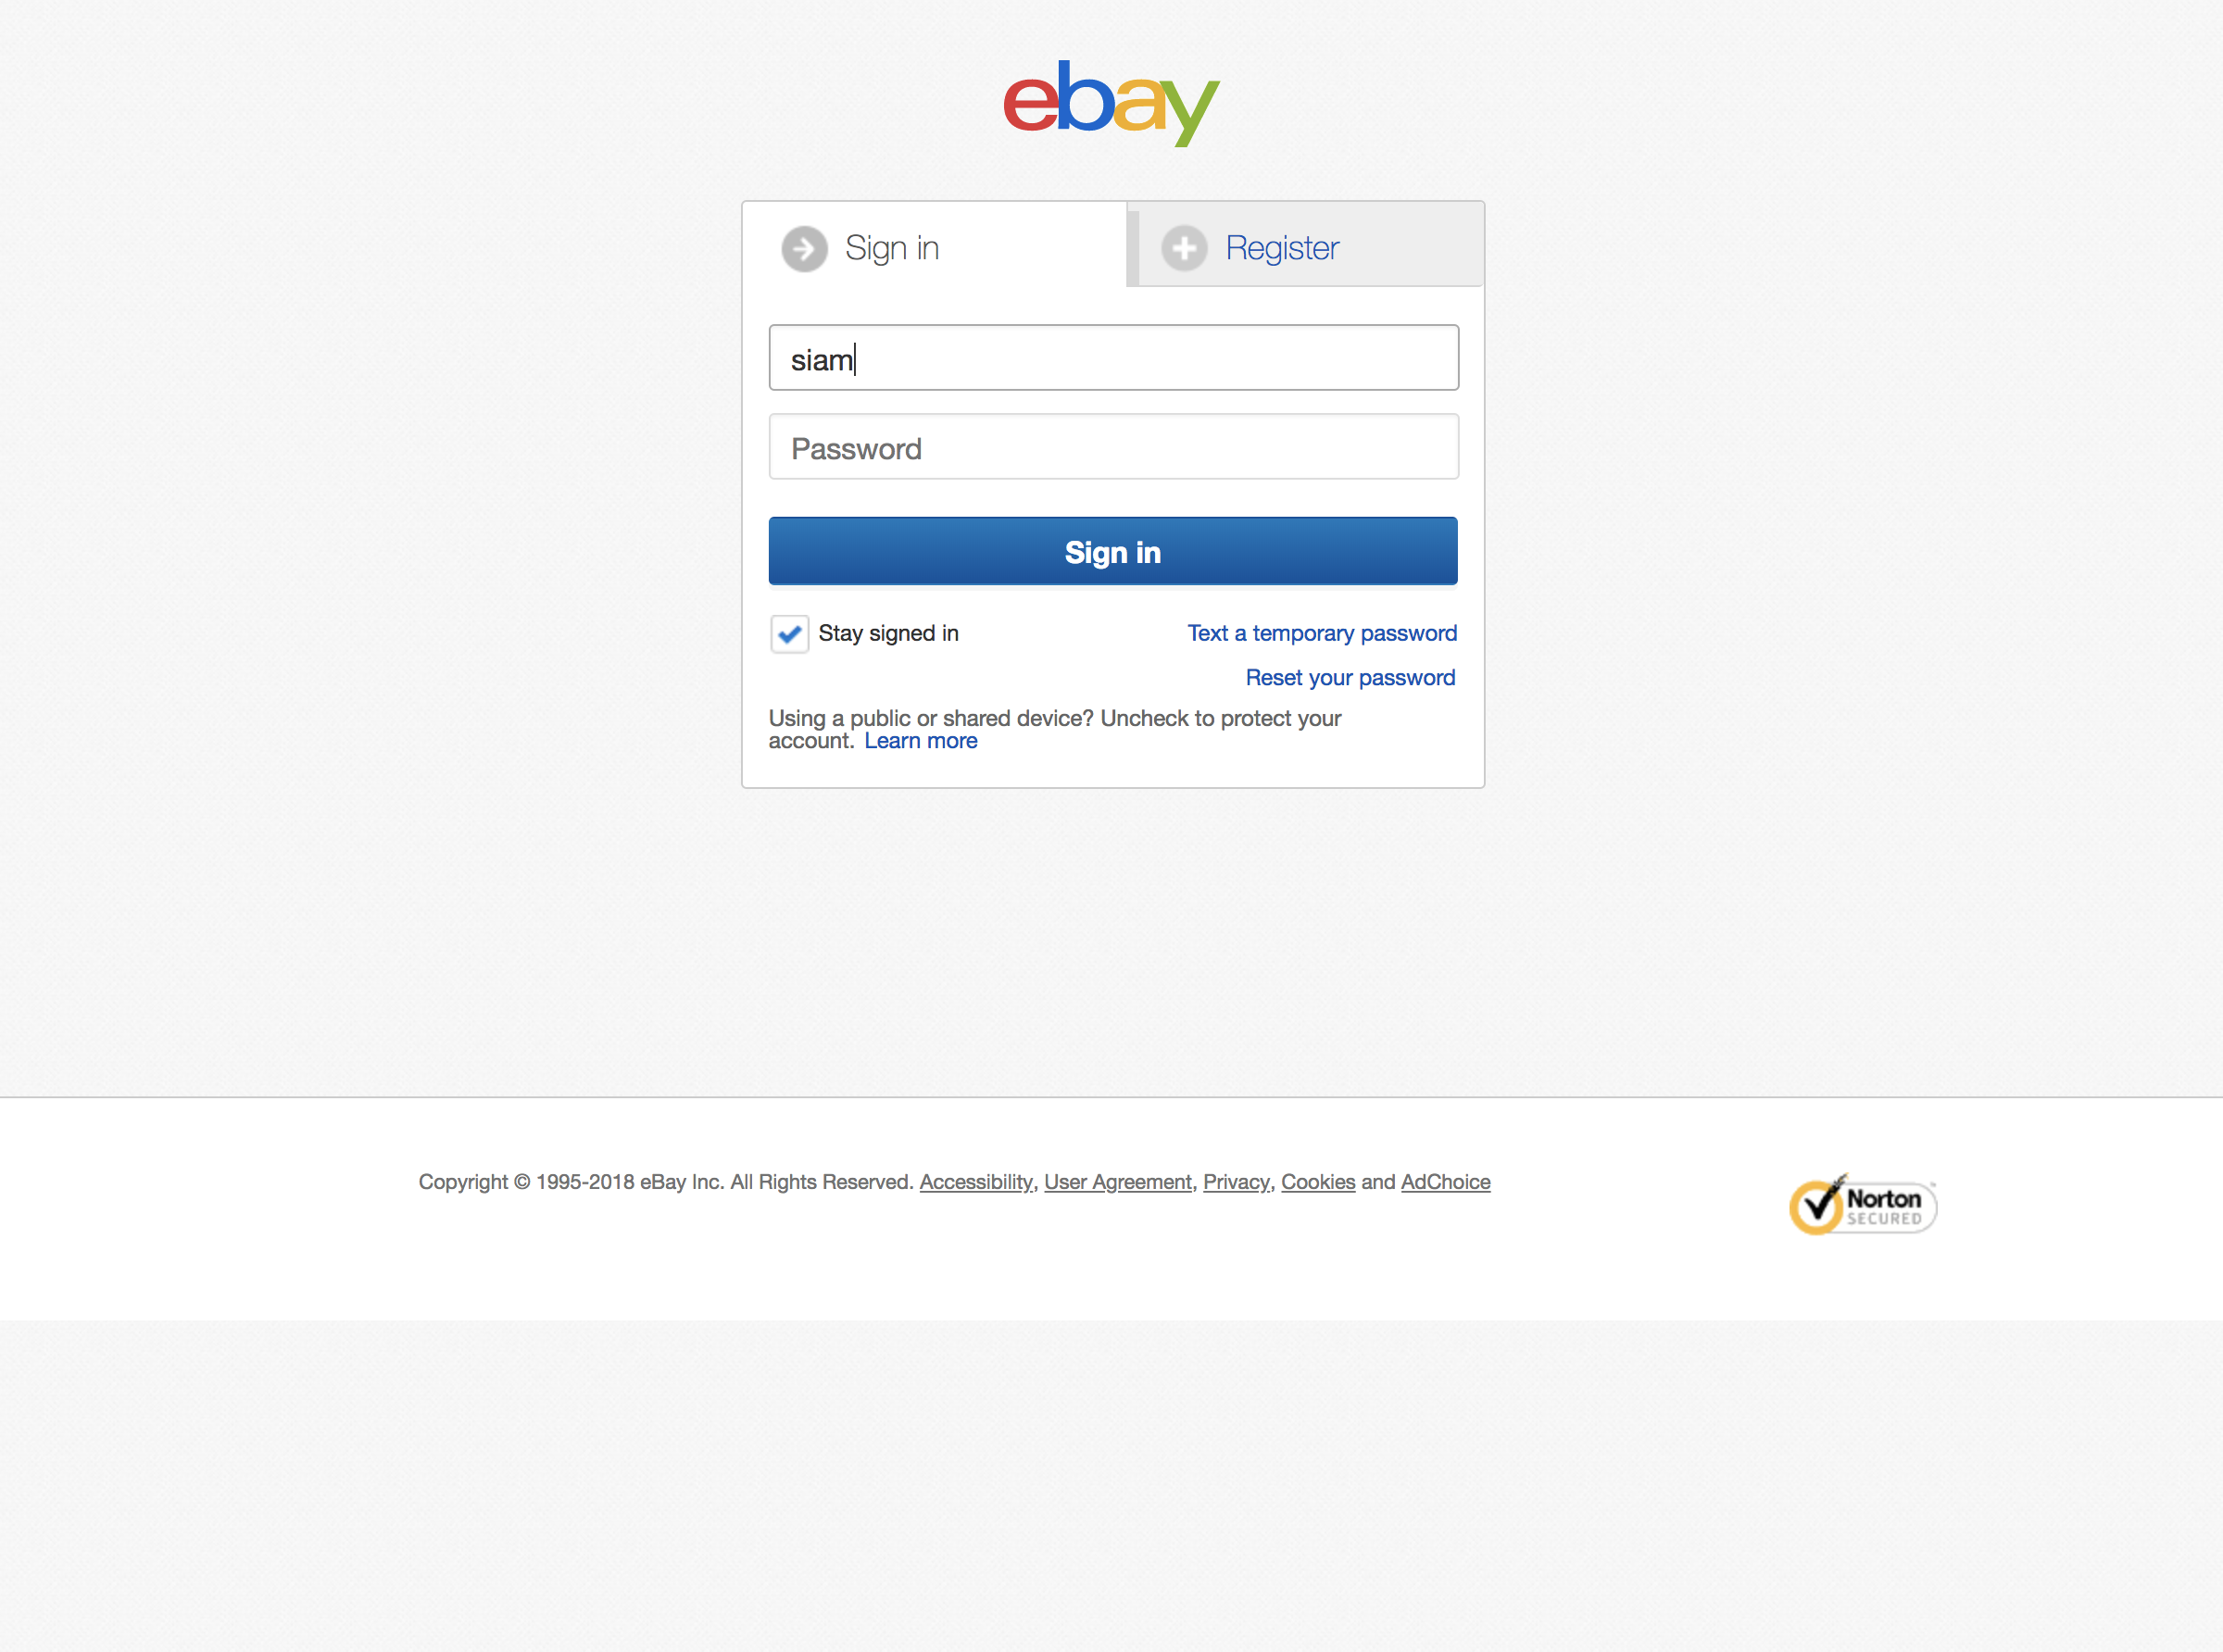 ebay
Sign in
Register
siam
Password
Sign in
Stay signed in
Text a temporary password
Reset your password
Using a public or shared device? Uncheck to protect your
account. Learn more
Copyright © 1995-2018 eBay Inc. All Rights Reserved. Accessibility, User Agreement, Privacy, Cookies and AdChoice
Norton
SECURED